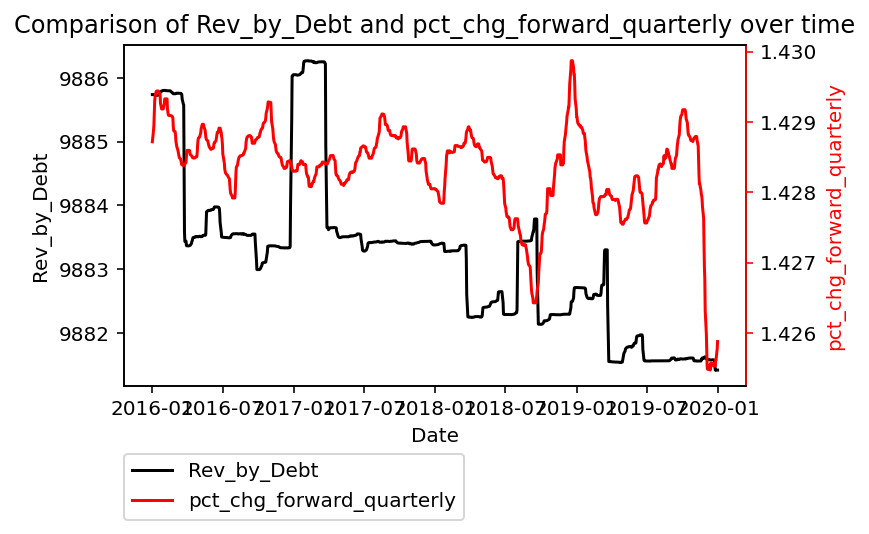 Comparison of Rev_by_Debt and pct_chg_forward_quarterly over time
9886
9885
9884
9883
9882
Rev_by_Debt
1.430
1.429
1.428
1.427
1.426
pct_chg_forward_quarterly
2016-01 2016-07 2017-01 2017-07 2018-01 2018-07 2019-01 2019-07 2020-01
Date
Rev_by_Debt
pct_chg_forward_quarterly